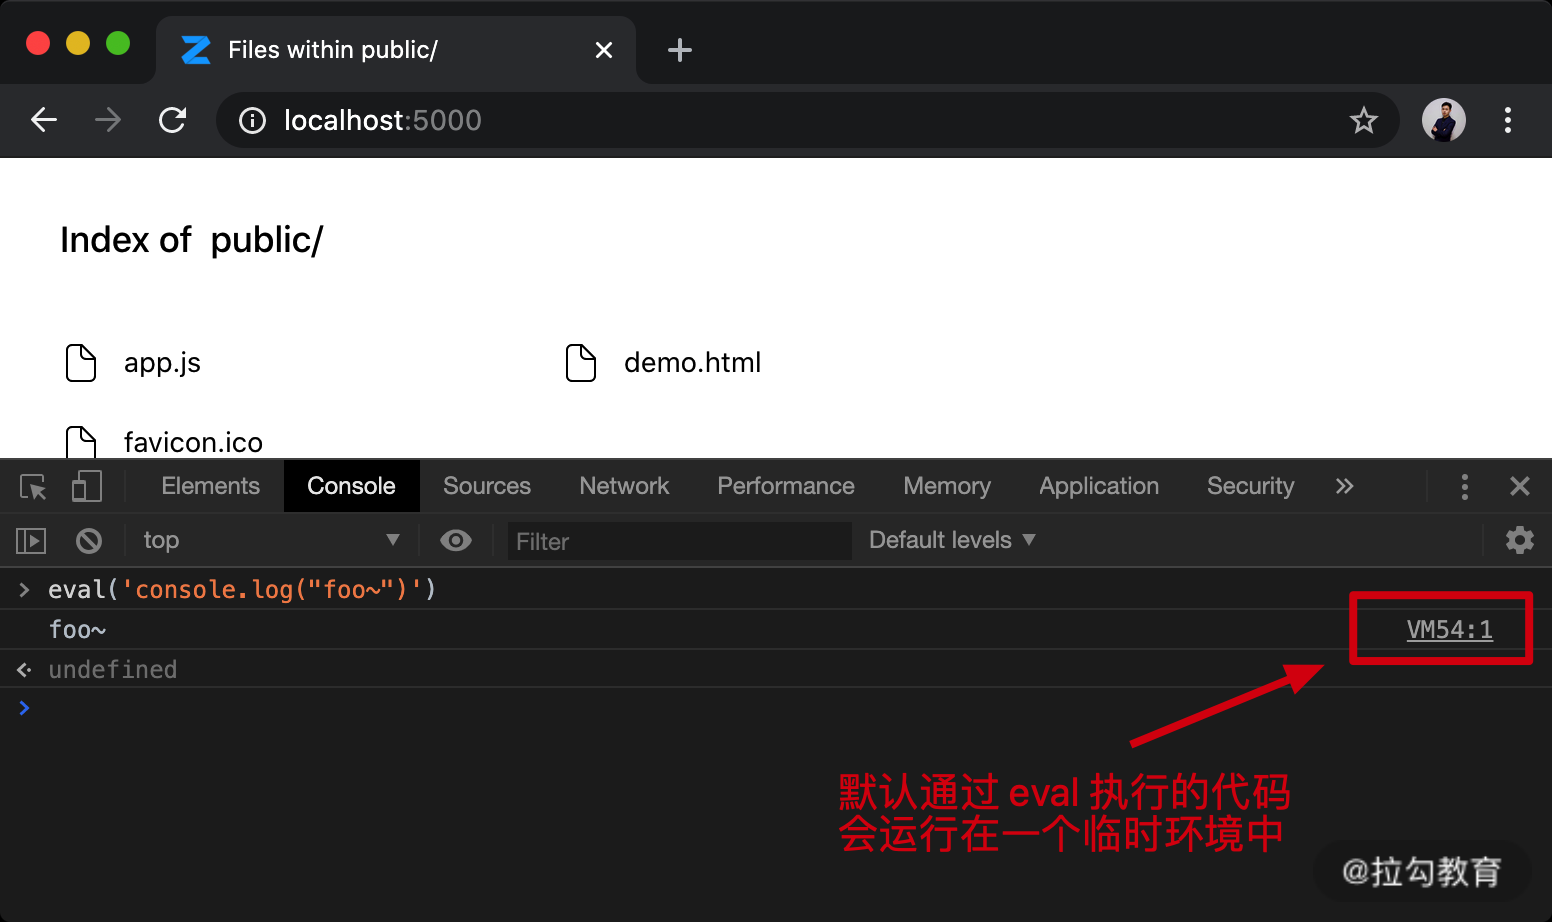 Files within public/
localhost:5000
Index of public/
app.js
demo.html
favicon.ico
Elements Console Sources Network Performance Memory Application Security
top Filter Default levels
eval('console.log("foo~")')
foo~ VM54:1
undefined
默认通过 eval 执行的代码
会运行在一个临时环境中
@拉勾教育